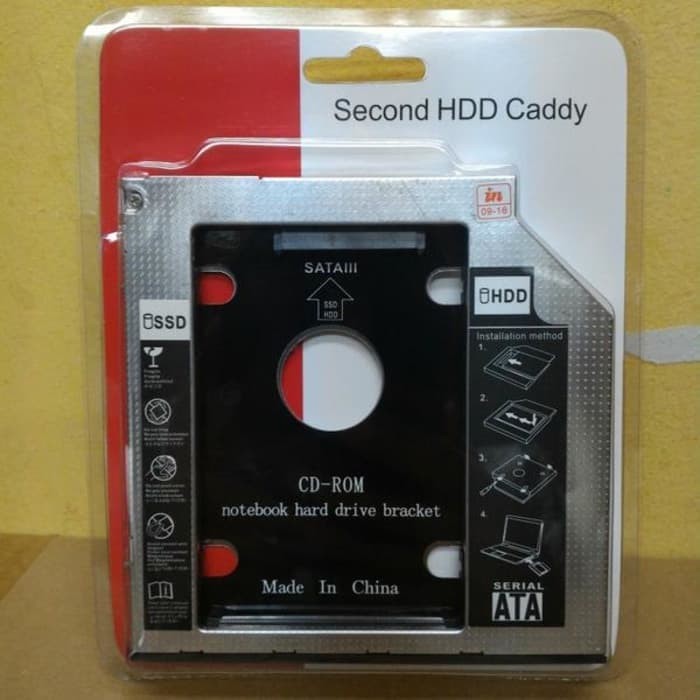 Second HDD Caddy
in
09-16
SATAIII
SSD
HDD
HDD
SSD
Installation method
1.
2.
3.
4.
CD-ROM
notebook hard drive bracket
Made In China
SERIAL
ATA